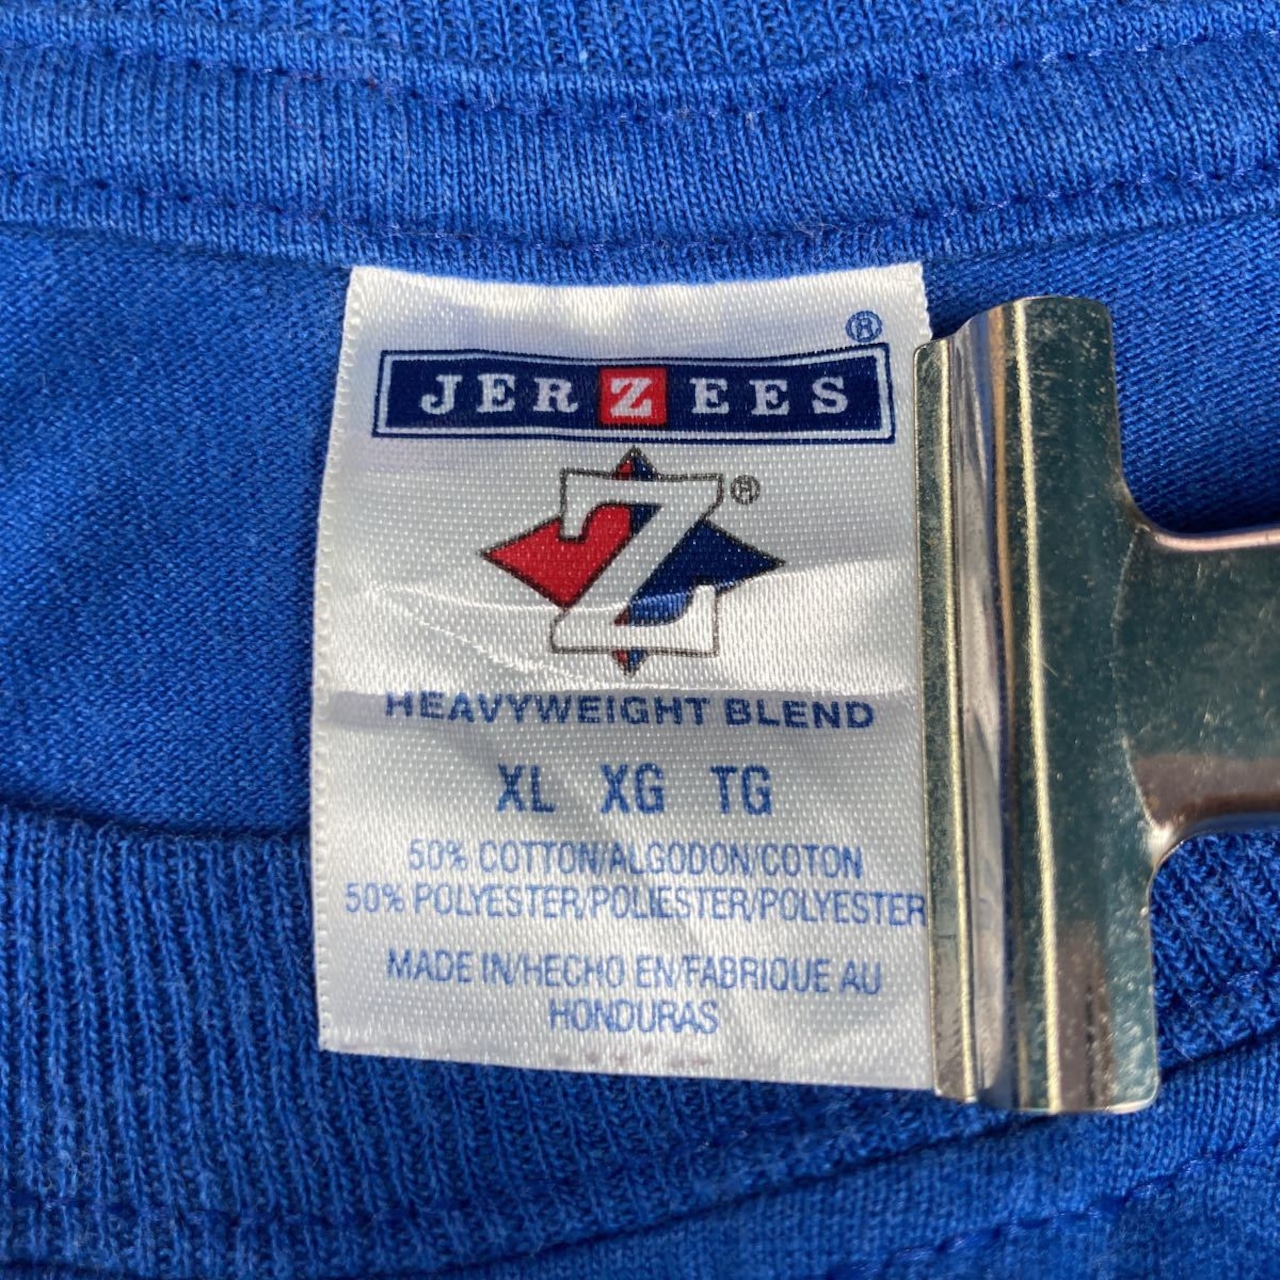 JERZEES ®
Z ®
HEAVYWEIGHT BLEND
XL XG TG
50% COTTON/ALGODON/COTON
50% POLYESTER/POLIESTER/POLYESTER
MADE IN/HECHO EN/FABRIQUE AU
HONDURAS